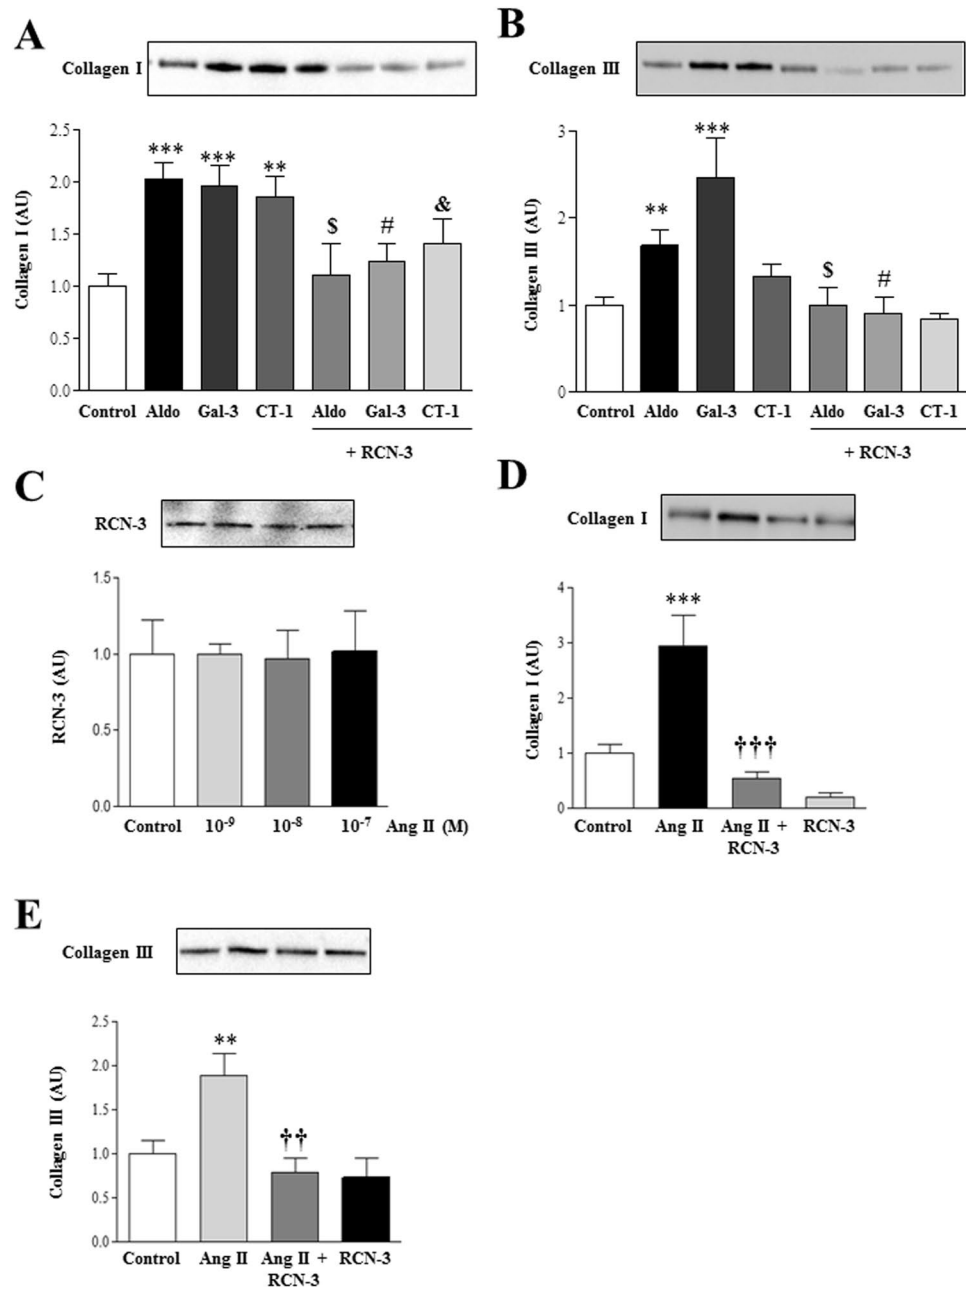 A
Collagen I
Collagen I (AU)
2.5
2.0
1.5
1.0
0.5
0.0
***
***
**
$
#
&
Control Aldo Gal-3 CT-1 Aldo Gal-3 CT-1
+ RCN-3
B
Collagen III
Collagen III (AU)
3
2
1
0
**
***
$
#
Control Aldo Gal-3 CT-1 Aldo Gal-3 CT-1
+ RCN-3
C
RCN-3
RCN-3 (AU)
1.5
1.0
0.5
0.0
Control 10⁻⁹ 10⁻⁸ 10⁻⁷ Ang II (M)
D
Collagen I
Collagen I (AU)
4
3
2
1
0
***
†††
Control Ang II Ang II + RCN-3
RCN-3
E
Collagen III
Collagen III (AU)
2.5
2.0
1.5
1.0
0.5
0.0
**
††
Control Ang II Ang II + RCN-3
RCN-3